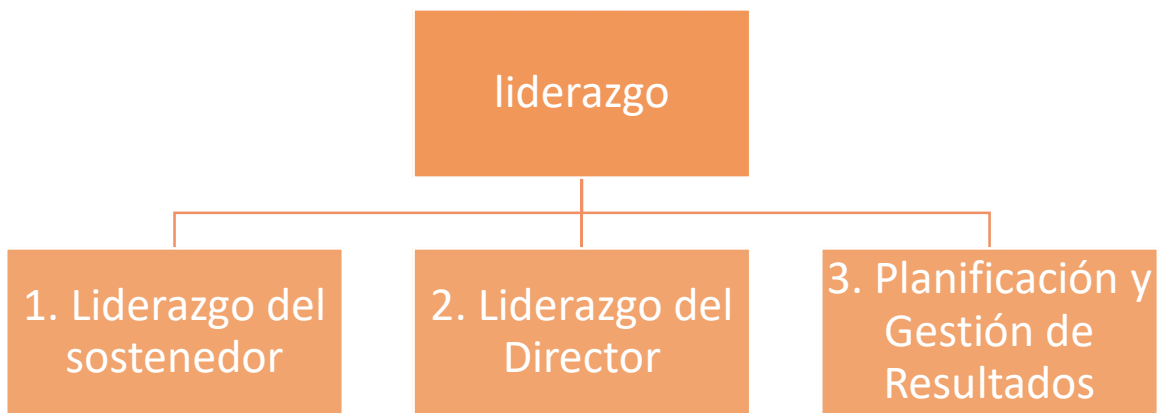 liderazgo
1. Liderazgo del
sostenedor
2. Liderazgo del
Director
3. Planificación y
Gestión de
Resultados